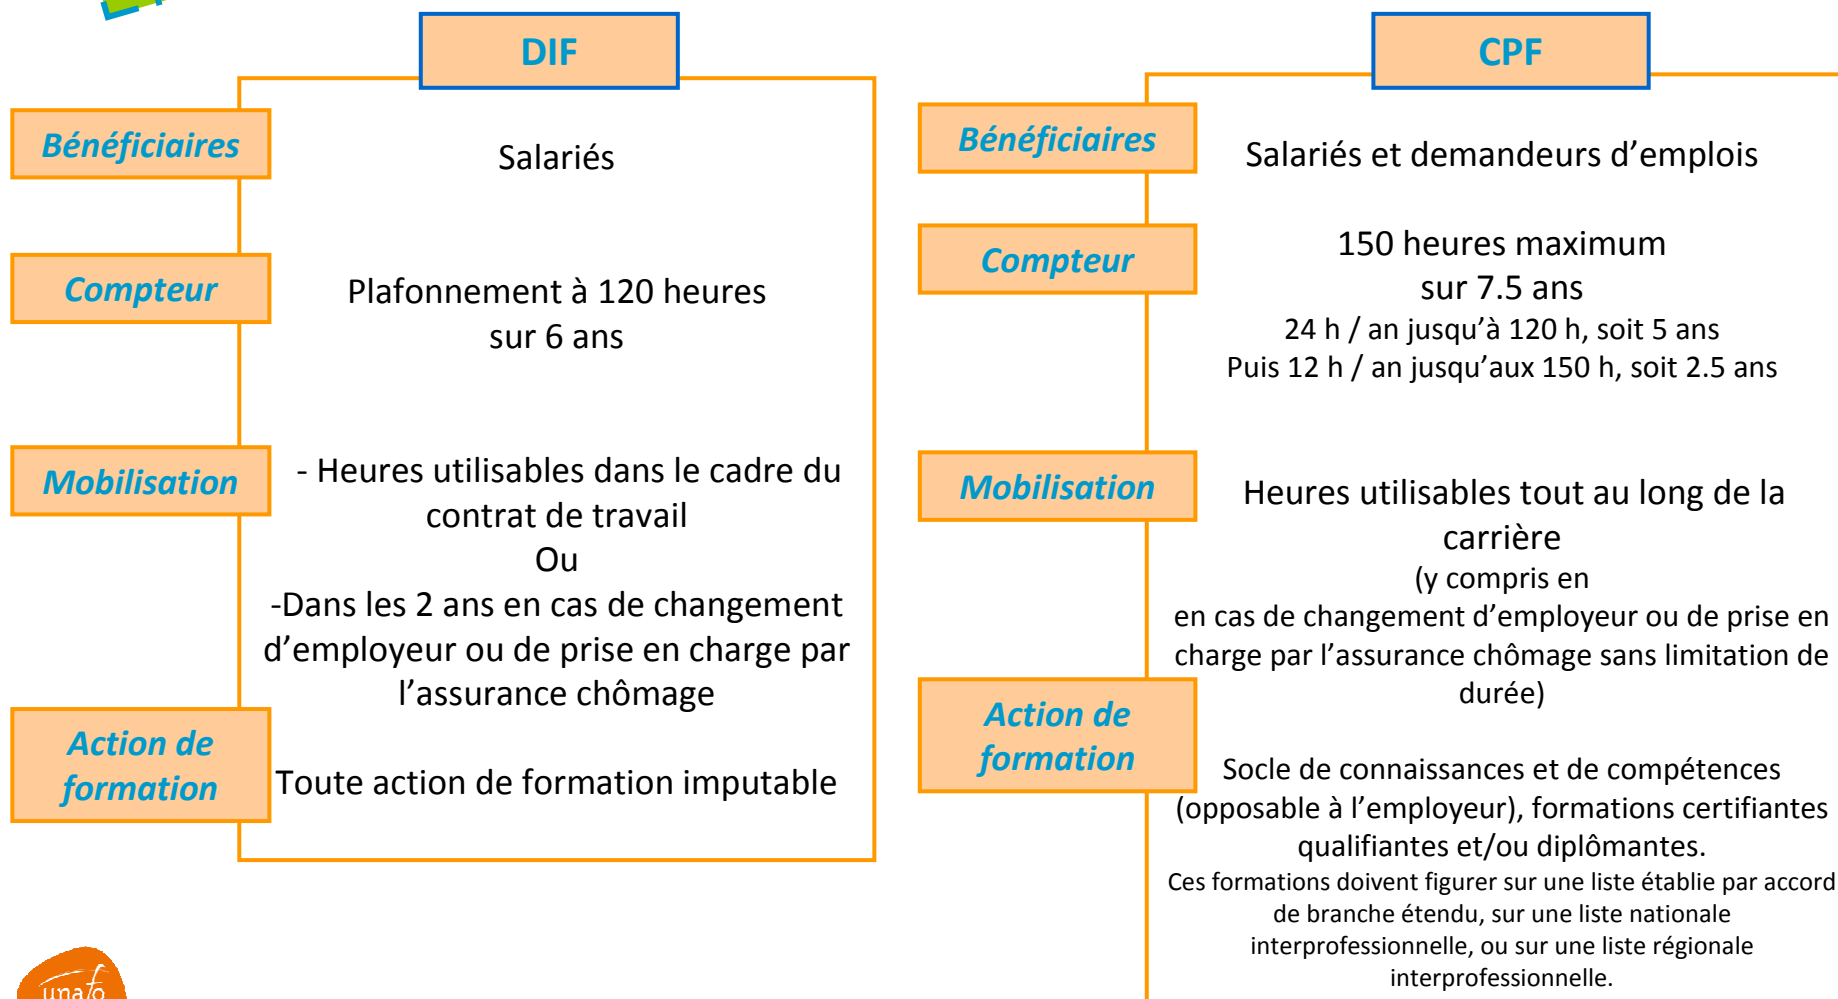 DIF
Bénéficiaires
Salariés
Compteur
Plafonnement à 120 heures
sur 6 ans
Mobilisation
- Heures utilisables dans le cadre du
contrat de travail
Ou
-Dans les 2 ans en cas de changement
d’employeur ou de prise en charge par
l’assurance chômage
Action de
formation
Toute action de formation imputable
CPF
Bénéficiaires
Salariés et demandeurs d’emplois
Compteur
150 heures maximum
sur 7.5 ans
24 h / an jusqu’à 120 h, soit 5 ans
Puis 12 h / an jusqu’aux 150 h, soit 2.5 ans
Mobilisation
Heures utilisables tout au long de la
carrière
(y compris en
en cas de changement d’employeur ou de prise en
charge par l’assurance chômage sans limitation de
durée)
Action de
formation
Socle de connaissances et de compétences
(opposable à l’employeur), formations certifiantes
qualifiantes et/ou diplômantes.
Ces formations doivent figurer sur une liste établie par accord
de branche étendu, sur une liste nationale
interprofessionnelle, ou sur une liste régionale
interprofessionnelle.
unafo